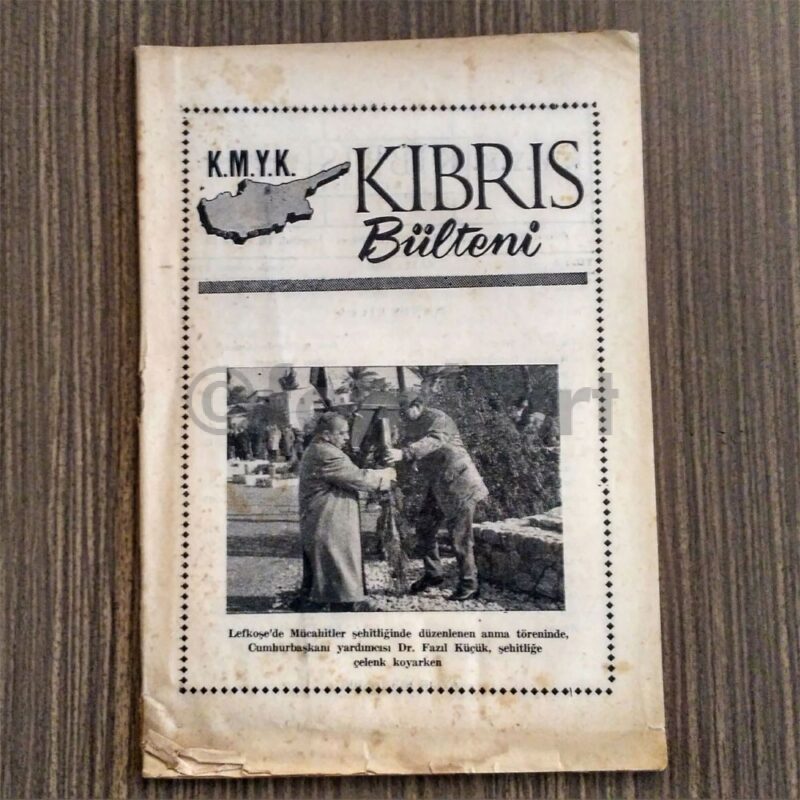 K.M.Y.K.
KIBRIS
Bülteni
Lefkoşe'de Mücahitler şehitliğinde düzenlenen anma töreninde,
Cumhurbaşkanı yardımcısı Dr. Fazıl Küçük, şehitliğe
çelenk koyarken